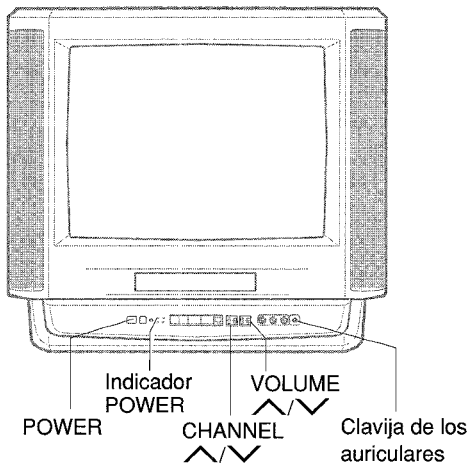 Indicador
POWER
VOLUME
∧/∨
POWER
CHANNEL
∧/∨
Clavija de los
auriculares